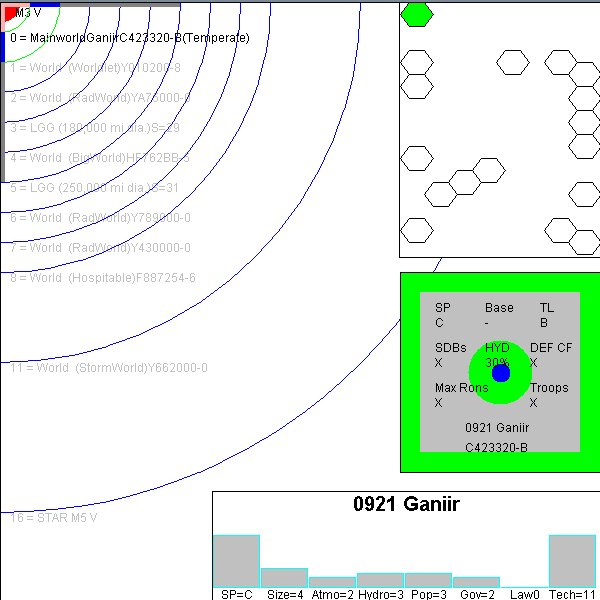 M3 V
0 = MainworldGaniirC423320-B(Temperate)
1 = World (Worldlet)Y010200-8
2 = World (RadWorld)YA75000-0
3 = LGG (180,000 mi dia.)S=29
4 = World (BigWorld)HF762BB-5
5 = LGG (250,000 mi dia.)S=31
6 = World (RadWorld)Y789000-0
7 = World (RadWorld)Y430000-0
8 = World (Hospitable)F887254-6
11 = World (StormWorld)Y662000-0
16 = STAR M5 V
SP Base TL
C - B
SDBs HYD DEF CF
X 30% X
Max Rons Troops
X X
0921 Ganiir
C423320-B
0921 Ganiir
SP=C Size=4 Atmo=2 Hydro=3 Pop=3 Gov=2 Law0 Tech=11